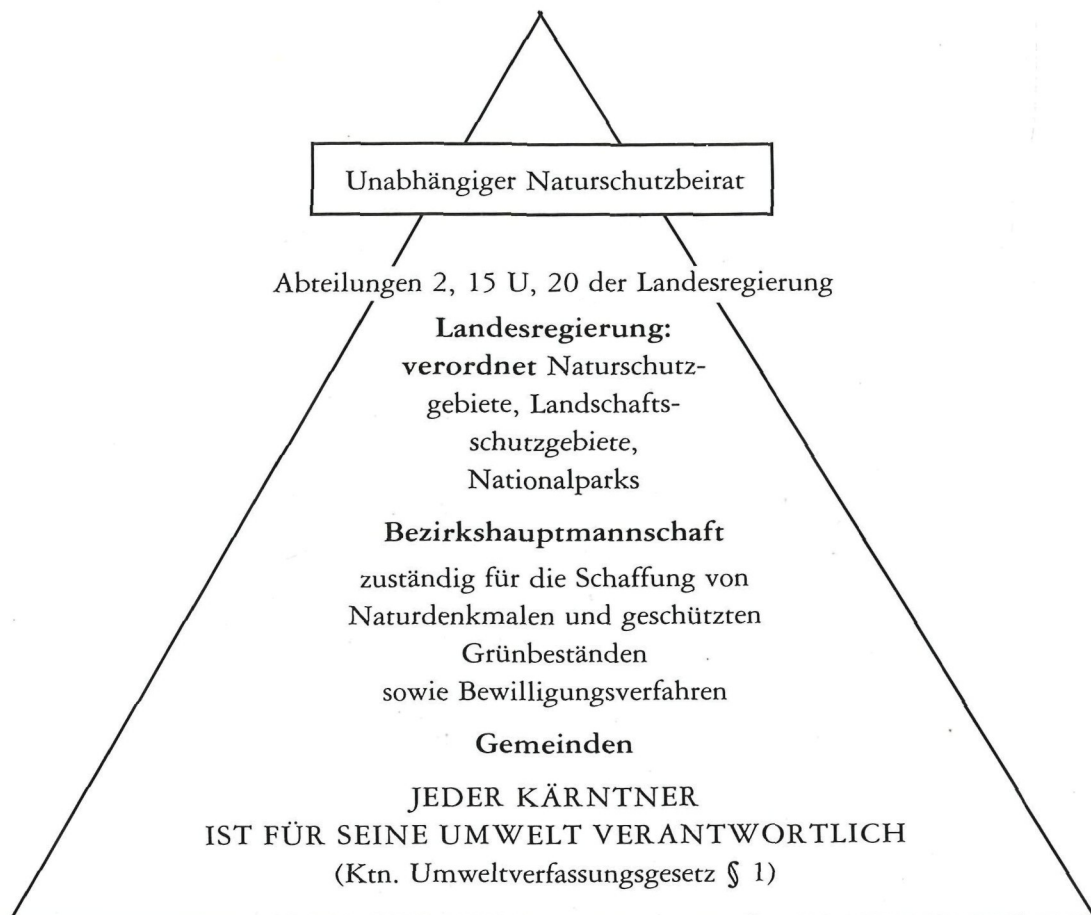 Unabhängiger Naturschutzbeirat
Abteilungen 2, 15 U, 20 der Landesregierung
Landesregierung:
verordnet Naturschutz-
gebiete, Landschafts-
schutzgebiete,
Nationalparks
Bezirkshauptmannschaft
zuständig für die Schaffung von
Naturdenkmalen und geschützten
Grünbeständen
sowie Bewilligungsverfahren
Gemeinden
JEDER KÄRNTNER
IST FÜR SEINE UMWELT VERANTWORTLICH
(Ktn. Umweltverfassungsgesetz § 1)